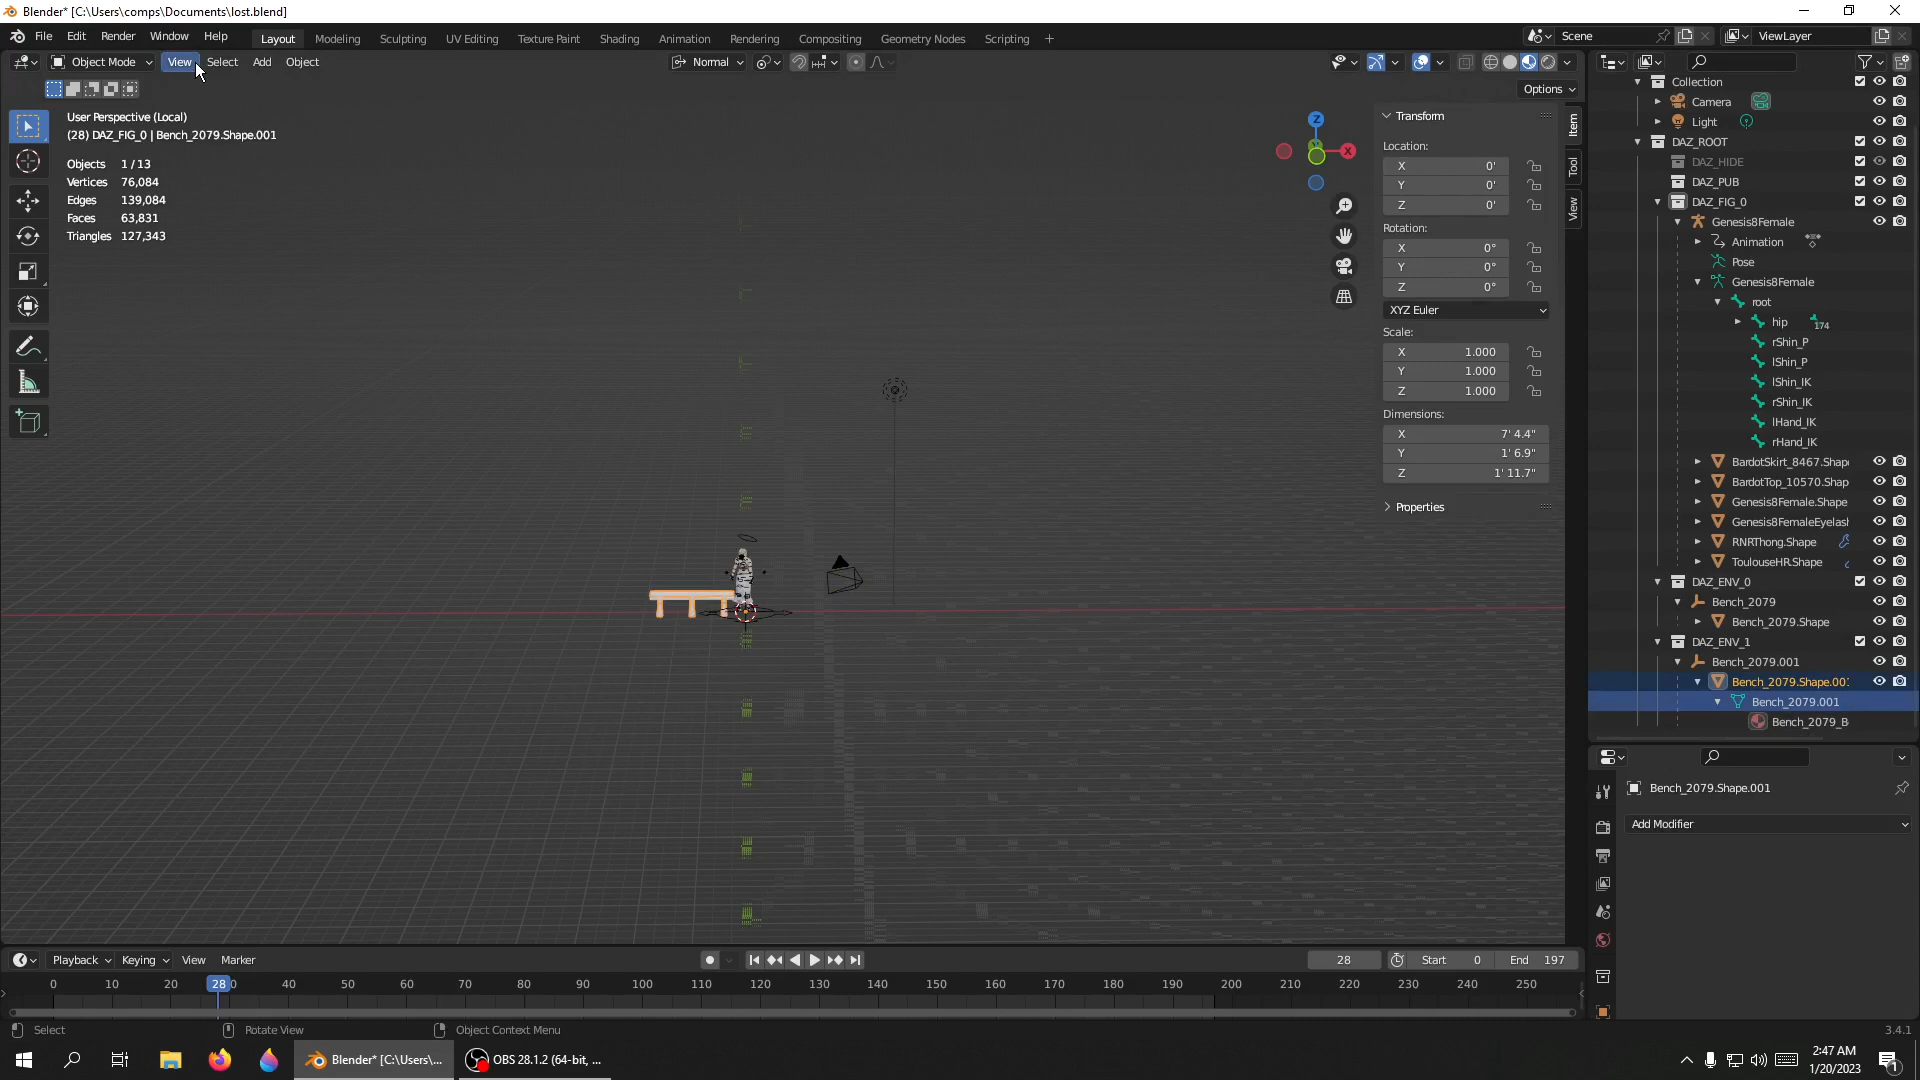 Blender* [C:\Users\comps\Documents\lost.blend]
File Edit Render Window Help Layout Modeling Sculpting UV Editing Texture Paint Shading Animation Rendering Compositing Geometry Nodes Scripting + Scene ViewLayer
Object Mode View Select Add Object Normal
Options
User Perspective (Local)
(28) DAZ_FIG_0 | Bench_2079.Shape.001
Objects 1 / 13
Vertices 76,084
Edges 139,084
Faces 63,831
Triangles 127,343
Z
X
Transform
Location:
X 0'
Y 0'
Z 0'
Rotation:
X 0°
Y 0°
Z 0°
XYZ Euler
Scale:
X 1.000
Y 1.000
Z 1.000
Dimensions:
X 7' 4.4"
Y 1' 6.9"
Z 1' 11.7"
Properties
Item
Tool
View
Collection
Camera
Light
DAZ_ROOT
DAZ_HIDE
DAZ_PUB
DAZ_FIG_0
Genesis8Female
Animation
Pose
Genesis8Female
root
hip 174
rShin_P
lShin_P
lShin_IK
rShin_IK
lHand_IK
rHand_IK
BardotSkirt_8467.Shap
BardotTop_10570.Shap
Genesis8Female.Shape
Genesis8FemaleEyelash
RNRThong.Shape
ToulouseHR.Shape
DAZ_ENV_0
Bench_2079
Bench_2079.Shape
DAZ_ENV_1
Bench_2079.001
Bench_2079.Shape.001
Bench_2079.001
Bench_2079_B
Bench_2079.Shape.001
Add Modifier
Playback Keying View Marker 28 Start 0 End 197
0 10 20 28 0 40 50 60 70 80 90 100 110 120 130 140 150 160 170 180 190 200 210 220 230 240 250
Select Rotate View Object Context Menu 3.4.1
Blender* [C:\Users\... OBS 28.1.2 (64-bit, ... 2:47 AM
1/20/2023 1